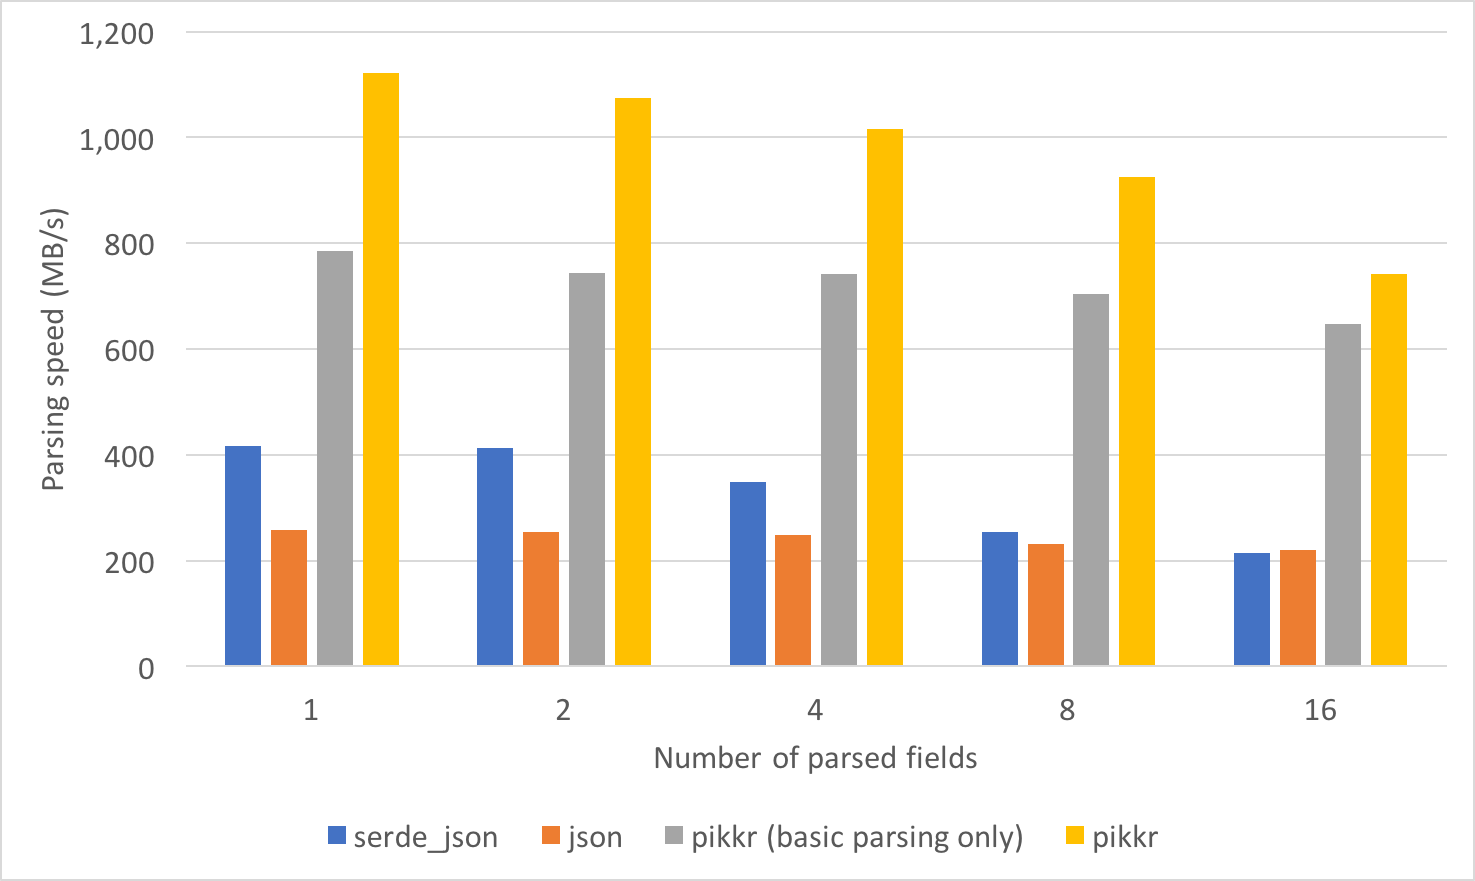 1,200
1,000
800
600
400
200
0
Parsing speed (MB/s)
1 2 4 8 16
Number of parsed fields
serde_json json pikkr (basic parsing only) pikkr